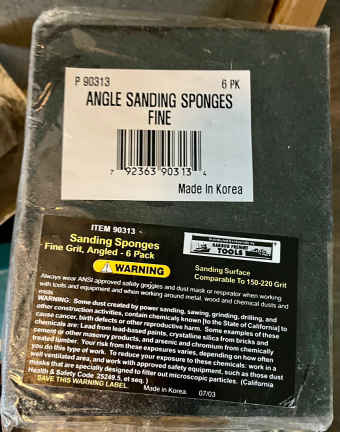 P 90313 6 PK
ANGLE SANDING SPONGES
FINE
7 92363 90313 4
Made In Korea
ITEM 90313
Sanding Sponges
Fine Grit, Angled - 6 Pack
HARBOR FREIGHT
TOOLS
WARNING
Sanding Surface
Comparable To 150-220 Grit
Always wear ANSI approved safety goggles and dust mask or respirator when working
with tools and equipment and when working around metal, wood and chemical dusts and
mists.
WARNING: Some dust created by power sanding, sawing, grinding, drilling, and
other construction activities, contain chemicals known [to the State of California] to
cause cancer, birth defects or other reproductive harm. Some examples of these
chemicals are: Lead from lead-based paints, crystalline silica from bricks and
cement or other masonry products, and arsenic and chromium from chemically
treated lumber. Your risk from these exposures varies, depending on how often
you do this type of work. To reduce your exposure to these chemicals: work in a
well ventilated area, and work with approved safety equipment, such as those dust
masks that are specially designed to filter out microscopic particles. (California
Health & Safety Code 25249.5, et seq.)
SAVE THIS WARNING LABEL. Made in Korea 07/03